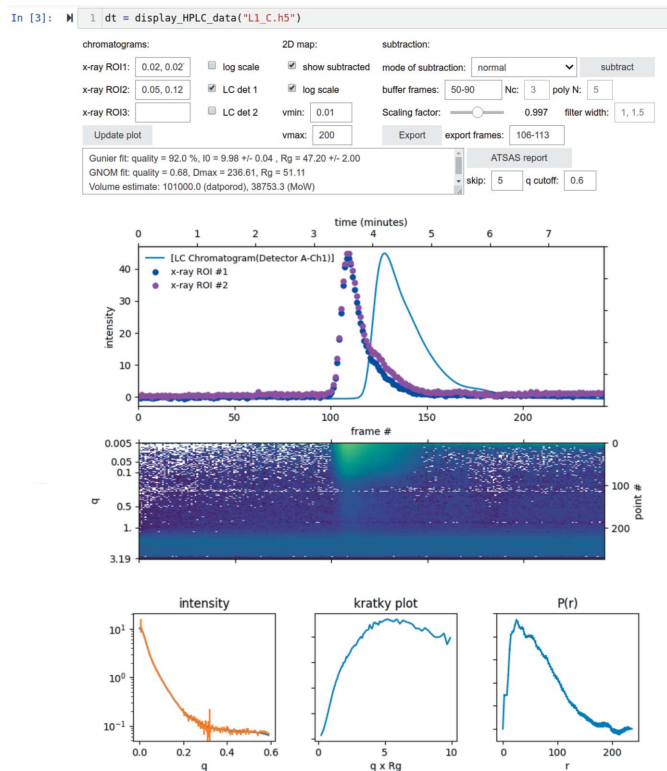 In [3]: 1 dt = display_HPLC_data("L1_C.h5")
chromatograms: 2D map: subtraction:
x-ray ROI1: 0.02, 0.02 log scale show subtracted mode of subtraction: normal subtract
x-ray ROI2: 0.05, 0.12 LC det 1 log scale buffer frames: 50-90 Nc: 3 poly N: 5
x-ray ROI3: LC det 2 vmin: 0.01 Scaling factor: 0.997 filter width: 1, 1.5
Update plot vmax: 200 Export export frames: 106-113
Gunier fit: quality = 92.0 %, I0 = 9.98 +/- 0.04 , Rg = 47.20 +/- 2.00 ATSAS report
GNOM fit: quality = 0.68, Dmax = 236.61, Rg = 51.11 skip: 5 q cutoff: 0.6
Volume estimate: 101000.0 (datporod), 38753.3 (MoW)
time (minutes)
0 1 2 3 4 5 6 7
[LC Chromatogram(Detector A-Ch1)]
x-ray ROI #1
x-ray ROI #2
intensity
40
30
20
10
0
0 50 100 150 200
frame #
q
0.005
0.05
0.1
0.5
1.
3.19
0
100
200
point #
intensity kratky plot P(r)
10¹
10⁰
10⁻¹
0.0 0.2 0.4 0.6 0 5 10 0 100 200
q q x Rg r